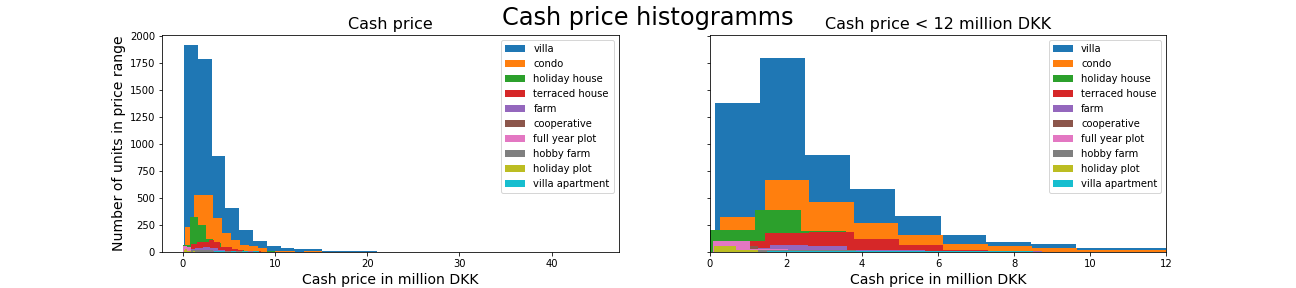 Cash price histogramms
Cash price
Cash price < 12 million DKK
Number of units in price range
2000
1750
1500
1250
1000
750
500
250
0
villa
condo
holiday house
terraced house
farm
cooperative
full year plot
hobby farm
holiday plot
villa apartment
0 10 20 30 40
Cash price in million DKK
villa
condo
holiday house
terraced house
farm
cooperative
full year plot
hobby farm
holiday plot
villa apartment
0 2 4 6 8 10 12
Cash price in million DKK